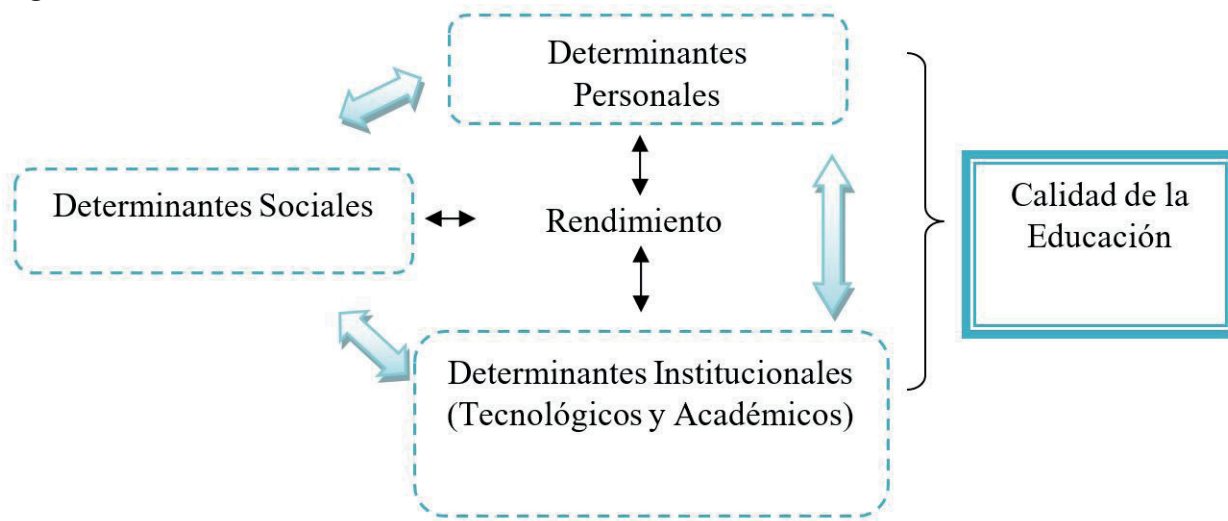 Determinantes
Personales
Determinantes Sociales
Rendimiento
Calidad de la
Educación
Determinantes Institucionales
(Tecnológicos y Académicos)